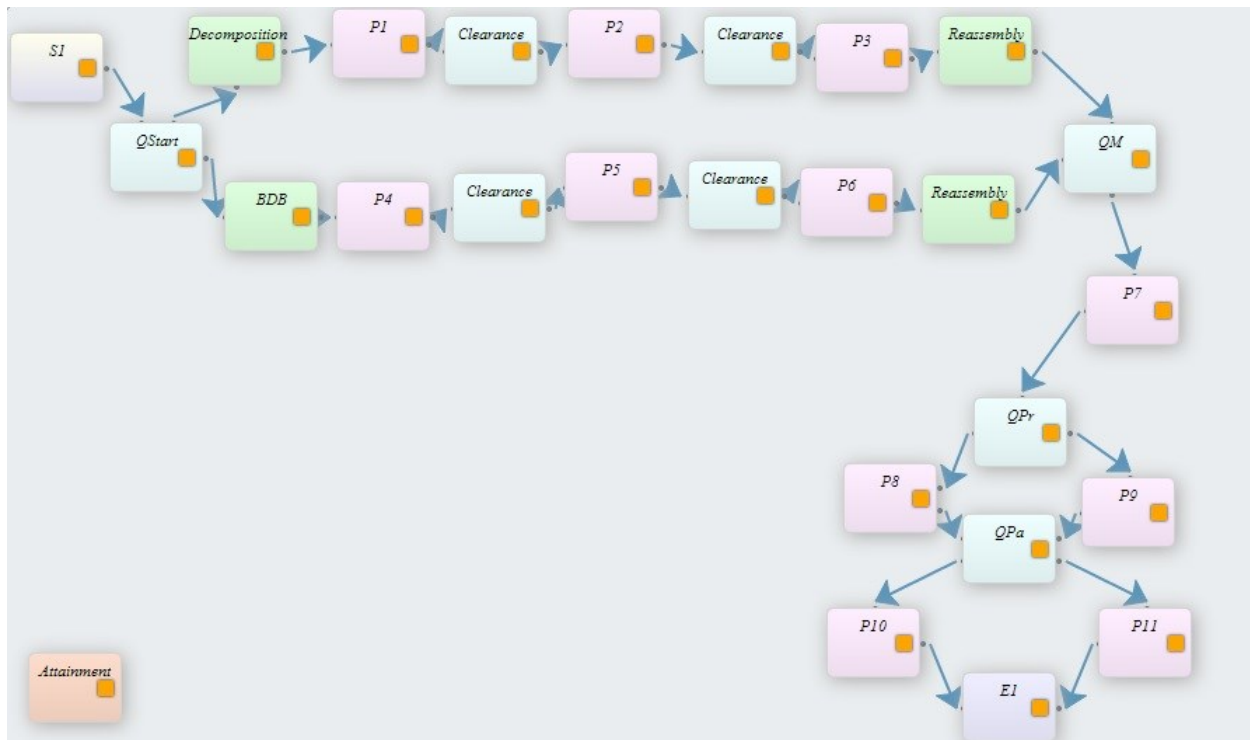 S1
Decomposition
P1
Clearance
P2
Clearance
P3
Reassembly
QStart
QM
BDB
P4
Clearance
P5
Clearance
P6
Reassembly
P7
QPr
P8
P9
QPa
P10
P11
Attainment
E1